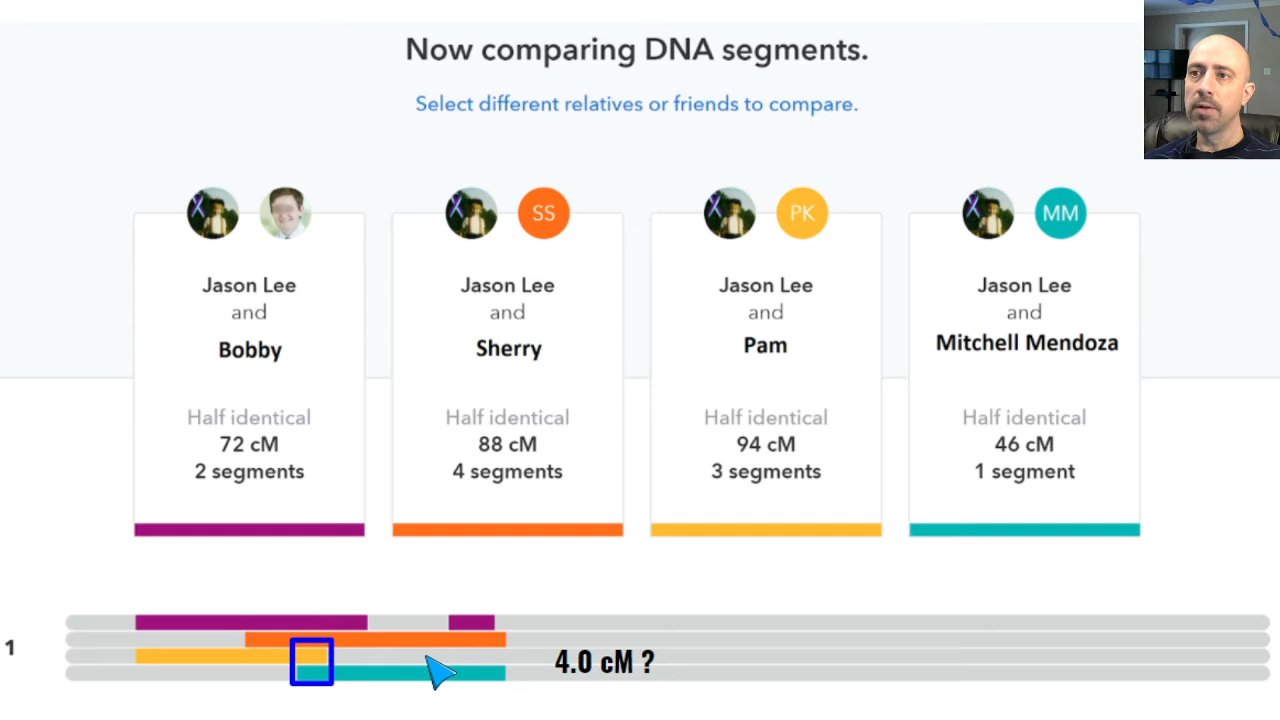 Now comparing DNA segments.
Select different relatives or friends to compare.
SS
PK
MM
Jason Lee
and
Bobby
Half identical
72 cM
2 segments
Jason Lee
and
Sherry
Half identical
88 cM
4 segments
Jason Lee
and
Pam
Half identical
94 cM
3 segments
Jason Lee
and
Mitchell Mendoza
Half identical
46 cM
1 segment
1
4.0 cM ?